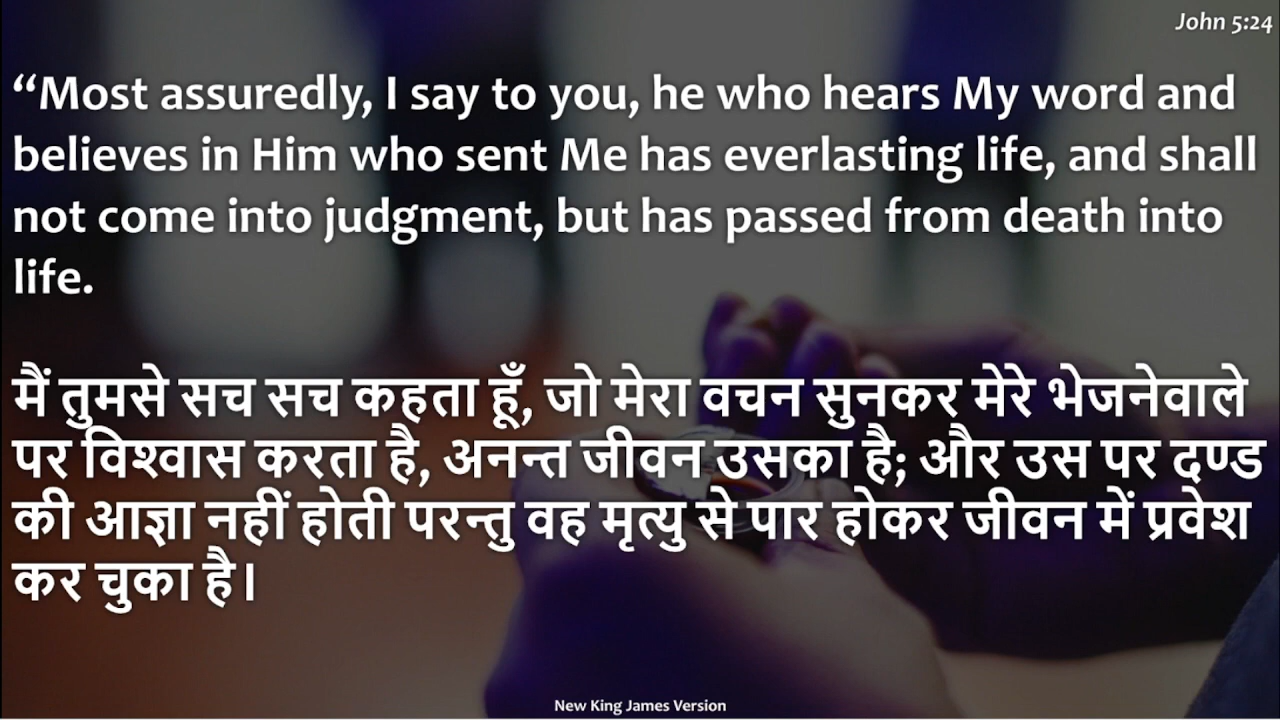 John 5:24
“Most assuredly, I say to you, he who hears My word and
believes in Him who sent Me has everlasting life, and shall
not come into judgment, but has passed from death into
life.
मैं तुमसे सच सच कहता हूँ, जो मेरा वचन सुनकर मेरे भेजनेवाले
पर विश्वास करता है, अनन्त जीवन उसका है; और उस पर दण्ड
की आज्ञा नहीं होती परन्तु वह मृत्यु से पार होकर जीवन में प्रवेश
कर चुका है।
New King James Version